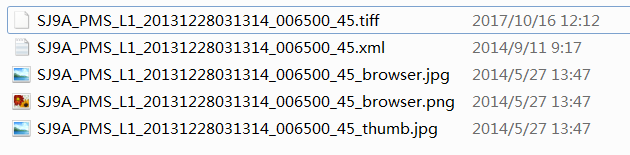 SJ9A_PMS_L1_20131228031314_006500_45.tiff 2017/10/16 12:12
SJ9A_PMS_L1_20131228031314_006500_45.xml 2014/9/11 9:17
SJ9A_PMS_L1_20131228031314_006500_45_browser.jpg 2014/5/27 13:47
SJ9A_PMS_L1_20131228031314_006500_45_browser.png 2014/5/27 13:47
SJ9A_PMS_L1_20131228031314_006500_45_thumb.jpg 2014/5/27 13:47